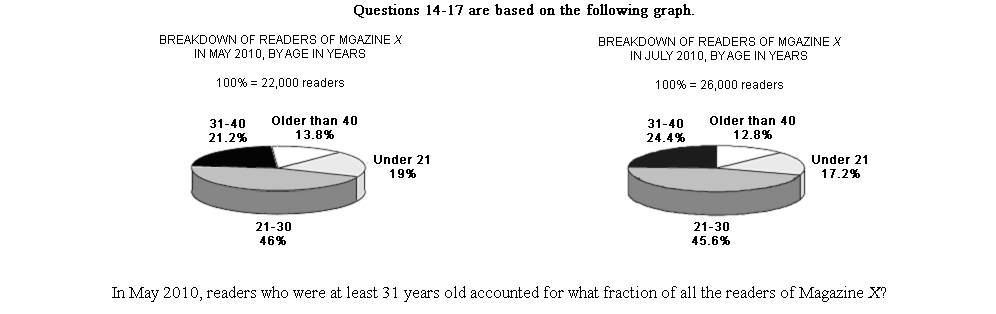 Questions 14-17 are based on the following graph.
BREAKDOWN OF READERS OF MGAZINE X
IN MAY 2010, BY AGE IN YEARS
100% = 22,000 readers
31-40
21.2%
Older than 40
13.8%
Under 21
19%
21-30
46%
BREAKDOWN OF READERS OF MGAZINE X
IN JULY 2010, BY AGE IN YEARS
100% = 26,000 readers
31-40
24.4%
Older than 40
12.8%
Under 21
17.2%
21-30
45.6%
In May 2010, readers who were at least 31 years old accounted for what fraction of all the readers of Magazine X?